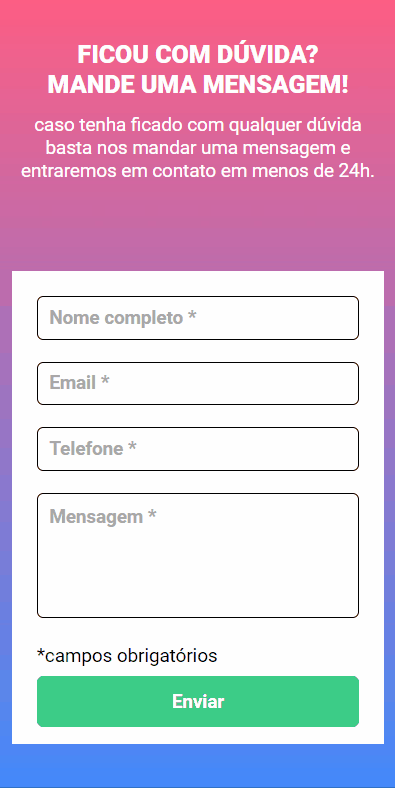 FICOU COM DÚVIDA?
MANDE UMA MENSAGEM!
caso tenha ficado com qualquer dúvida
basta nos mandar uma mensagem e
entraremos em contato em menos de 24h.
Nome completo *
Email *
Telefone *
Mensagem *
*campos obrigatórios
Enviar